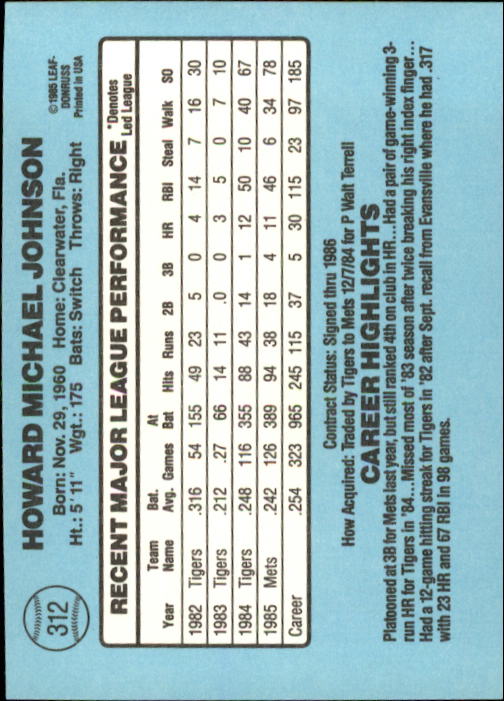 312
HOWARD MICHAEL JOHNSON
©1985 LEAF-
DONRUSS
Printed in USA
Born: Nov. 29, 1960 Home: Clearwater, Fla.
Ht.: 5' 11" Wgt.: 175 Bats: Switch Throws: Right
RECENT MAJOR LEAGUE PERFORMANCE *Denotes
Led League
Team Bat. At
Year Name Avg. Games Bat Hits Runs 2B 3B HR RBI Steal Walk SO
1982 Tigers .316 54 155 49 23 5 0 4 14 7 16 30
1983 Tigers .212 .27 66 14 11 .0 0 3 5 0 7 10
1984 Tigers .248 116 355 88 43 14 1 12 50 10 40 67
1985 Mets .242 126 389 94 38 18 4 11 46 6 34 78
Career .254 323 965 245 115 37 5 30 115 23 97 185
Contract Status: Signed thru 1986
How Acquired: Traded by Tigers to Mets 12/7/84 for P Walt Terrell
CAREER HIGHLIGHTS
Platooned at 3B for Mets last year, but still ranked 4th on club in HR...Had a pair of game-winning 3-
run HR for Tigers in '84...Missed most of '83 season after twice breaking his right index finger...
Had a 12-game hitting streak for Tigers in '82 after Sept. recall from Evensville where he had .317
with 23 HR and 67 RBI in 98 games.